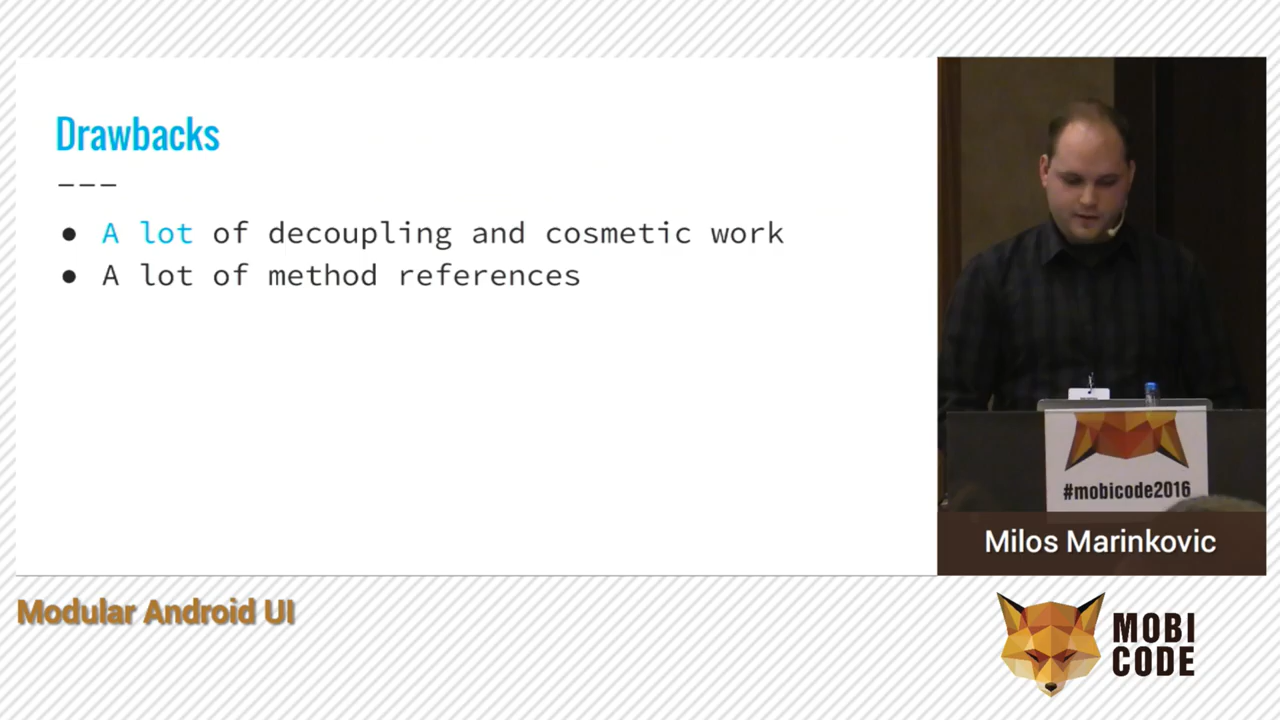 Drawbacks
---
● A lot of decoupling and cosmetic work
● A lot of method references
#mobicode2016
Milos Marinkovic
Modular Android UI
MOBI
CODE